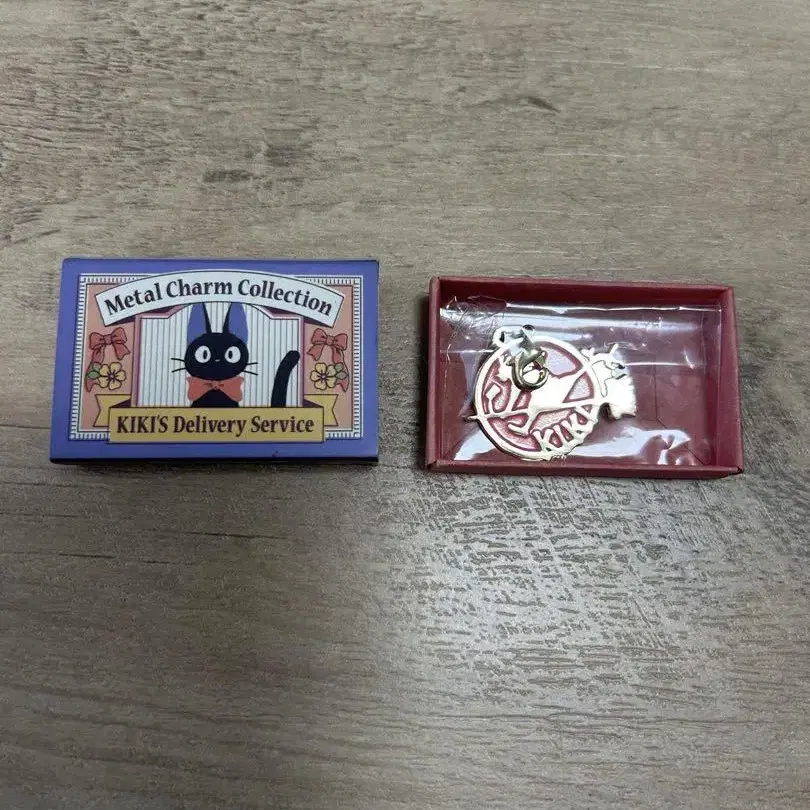 Metal Charm Collection
KIKI'S Delivery Service
KIKI